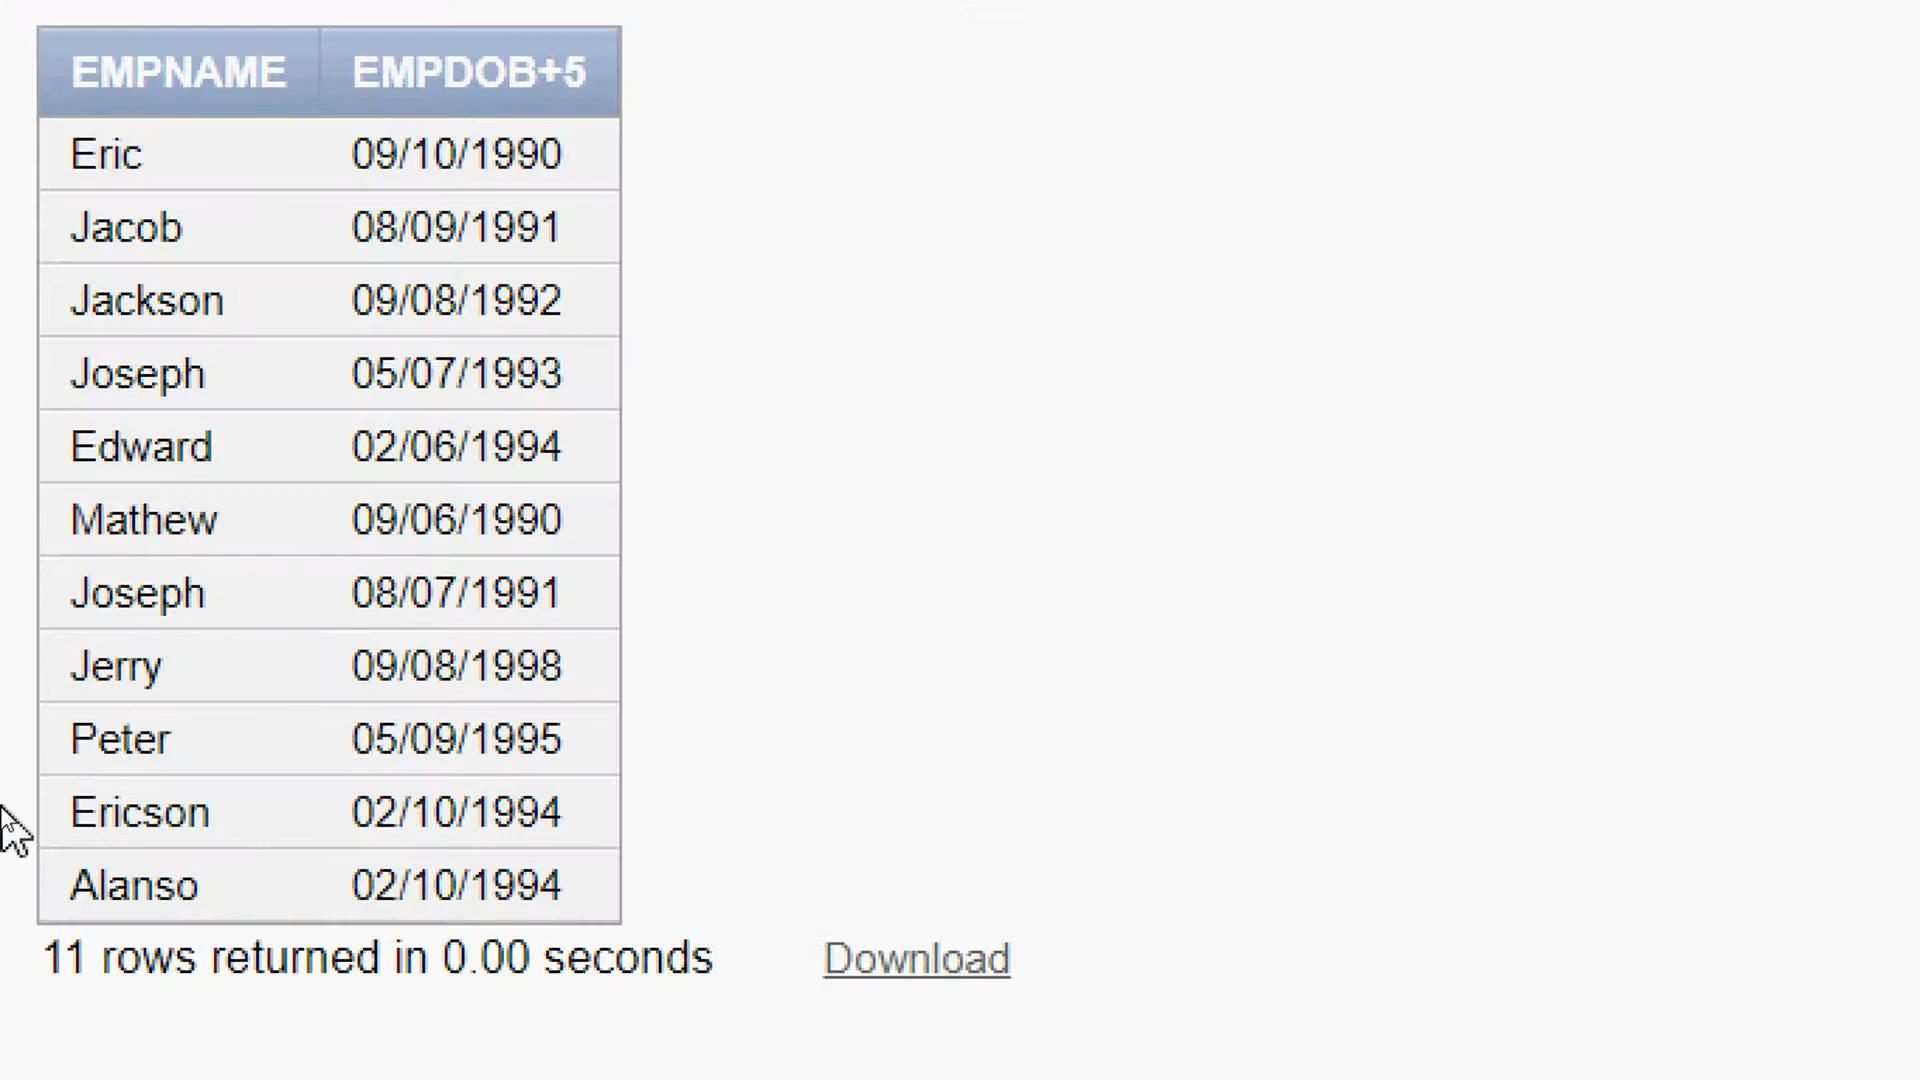 EMPNAME EMPDOB+5
Eric 09/10/1990
Jacob 08/09/1991
Jackson 09/08/1992
Joseph 05/07/1993
Edward 02/06/1994
Mathew 09/06/1990
Joseph 08/07/1991
Jerry 09/08/1998
Peter 05/09/1995
Ericson 02/10/1994
Alanso 02/10/1994
11 rows returned in 0.00 seconds Download